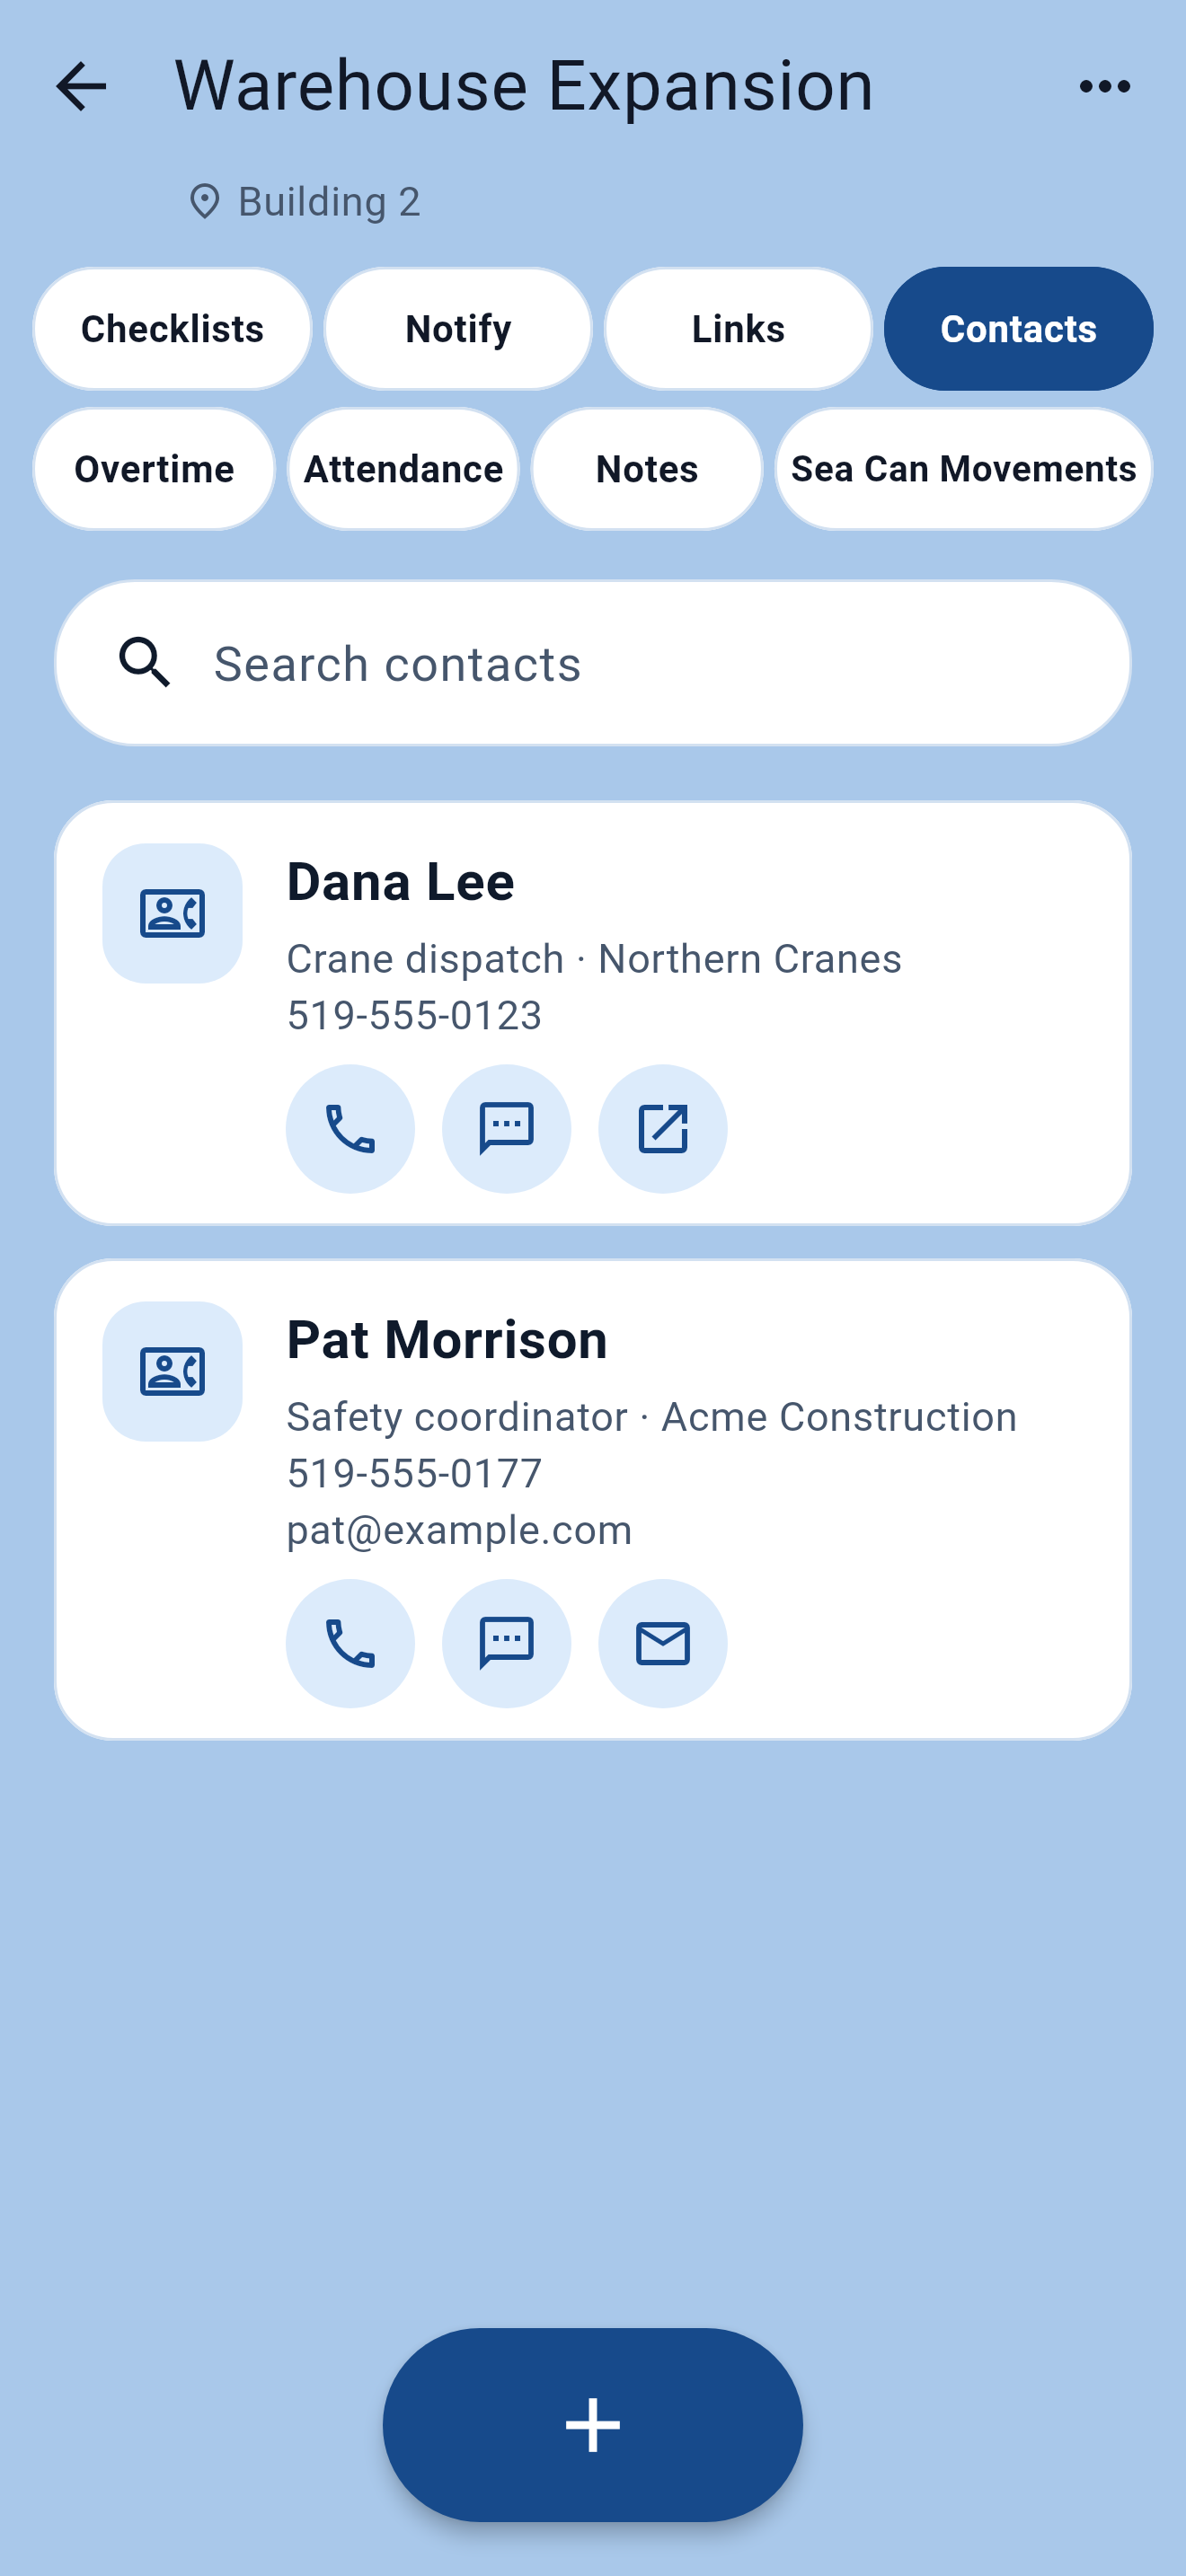 Warehouse Expansion
Building 2
Checklists Notify Links Contacts
Overtime Attendance Notes Sea Can Movements
Search contacts
Dana Lee
Crane dispatch · Northern Cranes
519-555-0123
Pat Morrison
Safety coordinator · Acme Construction
519-555-0177
pat@example.com